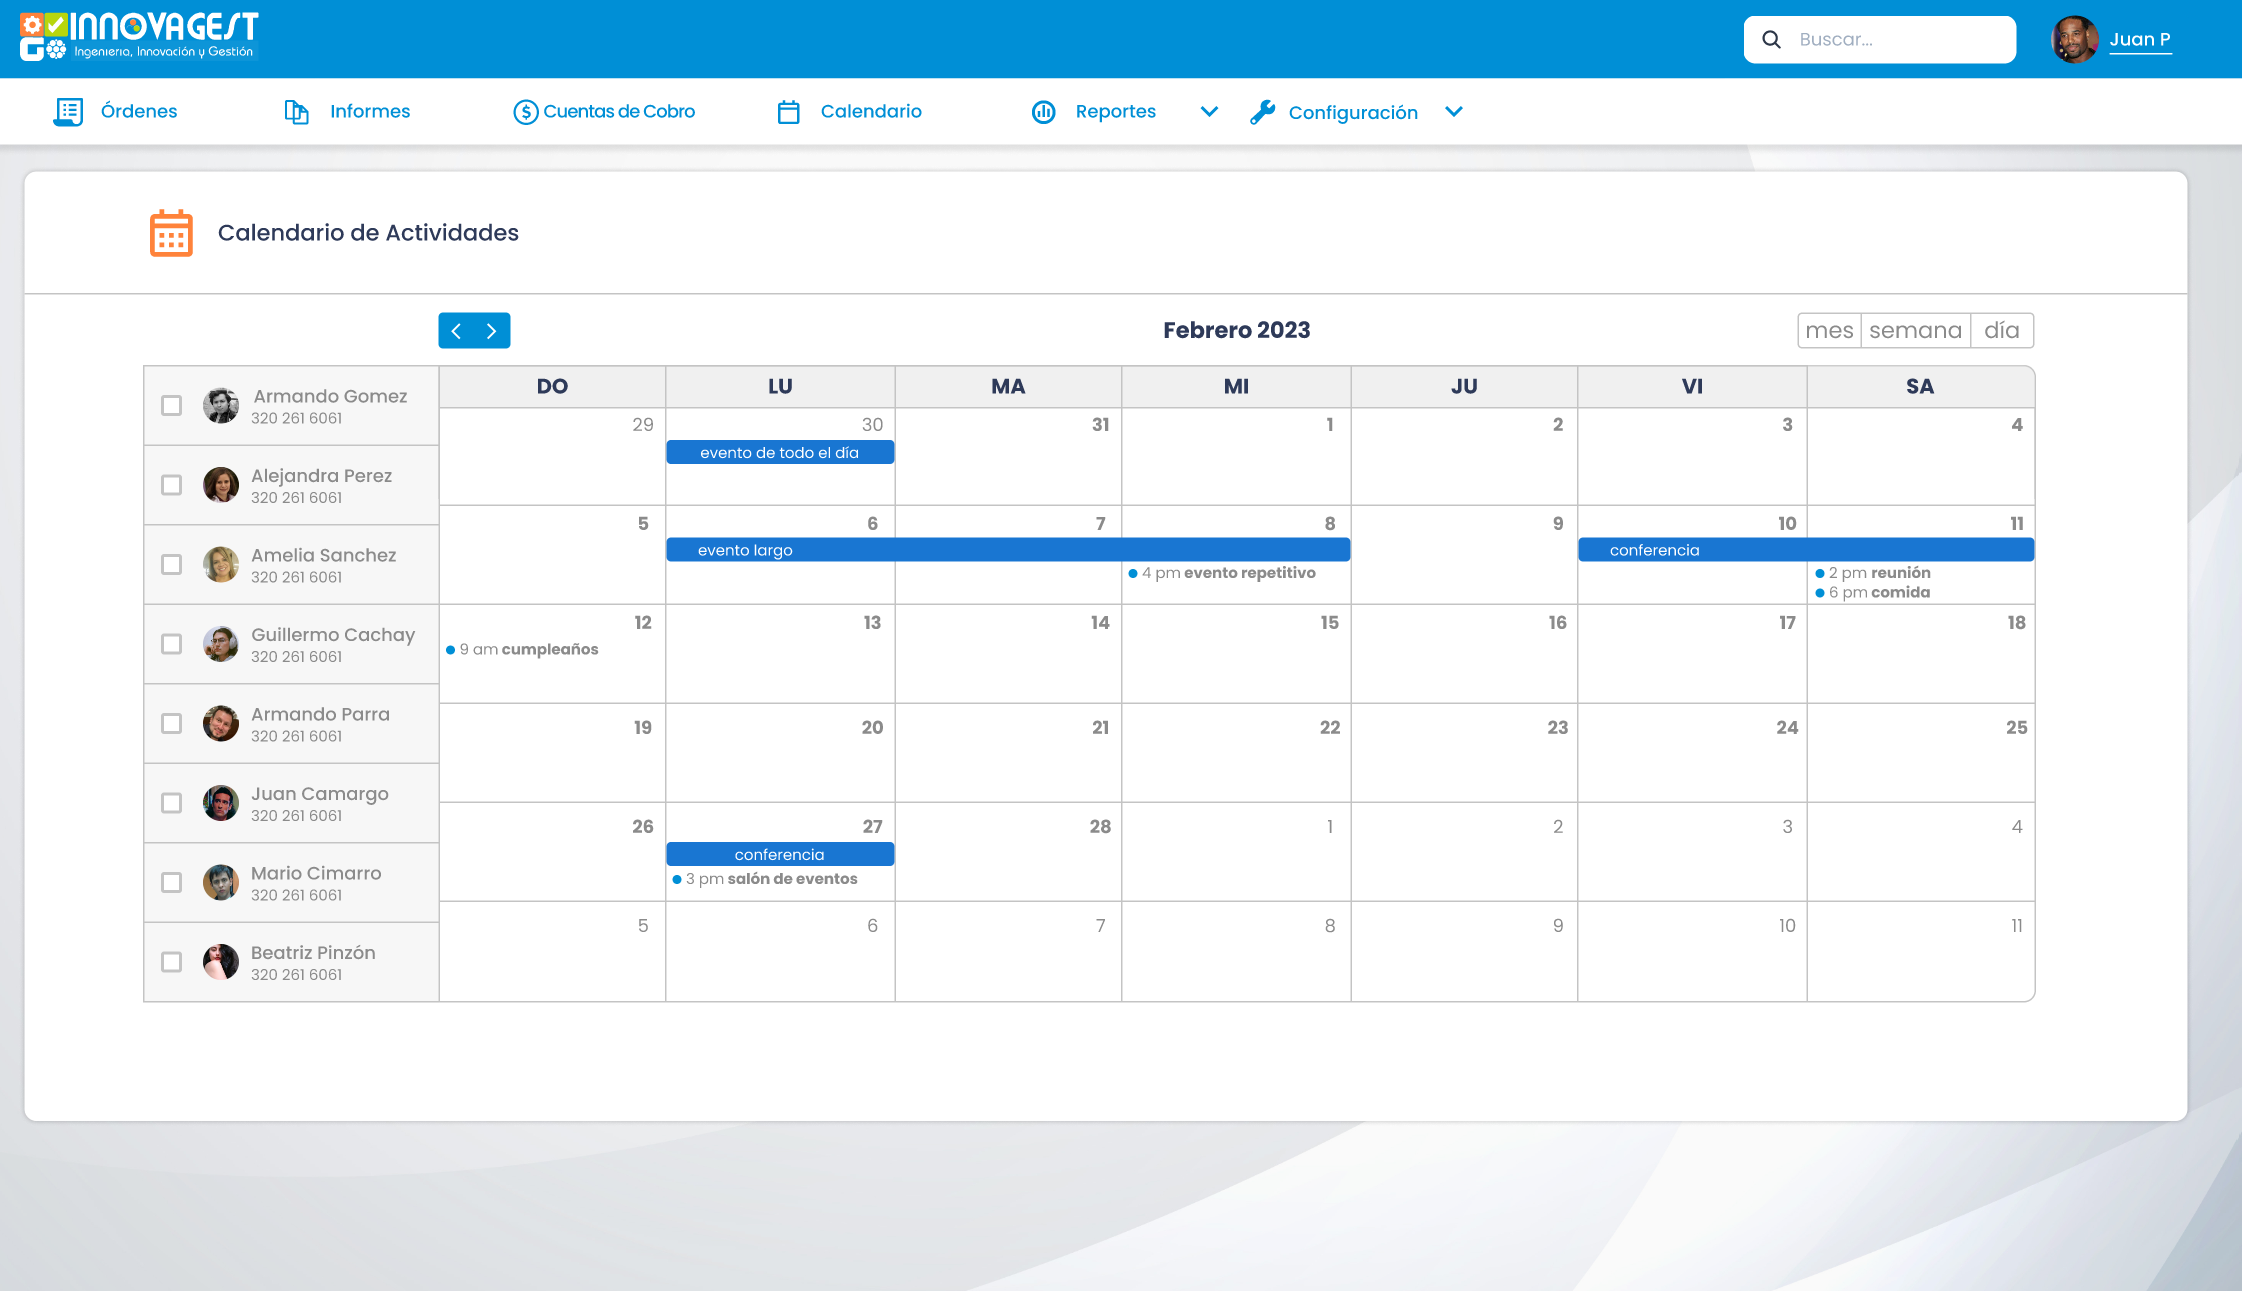 INNOVAGEST
Ingeniería, Innovación y Gestión
Buscar...
Juan P
Órdenes
Informes
Cuentas de Cobro
Calendario
Reportes
Configuración
Calendario de Actividades
Febrero 2023
mes semana día
DO LU MA MI JU VI SA
Armando Gomez
320 261 6061
Alejandra Perez
320 261 6061
Amelia Sanchez
320 261 6061
Guillermo Cachay
320 261 6061
Armando Parra
320 261 6061
Juan Camargo
320 261 6061
Mario Cimarro
320 261 6061
Beatriz Pinzón
320 261 6061
29 30 31 1 2 3 4
evento de todo el día
5 6 7 8 9 10 11
evento largo
conferencia
4 pm evento repetitivo
2 pm reunión
6 pm comida
12 13 14 15 16 17 18
9 am cumpleaños
19 20 21 22 23 24 25
26 27 28 1 2 3 4
conferencia
3 pm salón de eventos
5 6 7 8 9 10 11